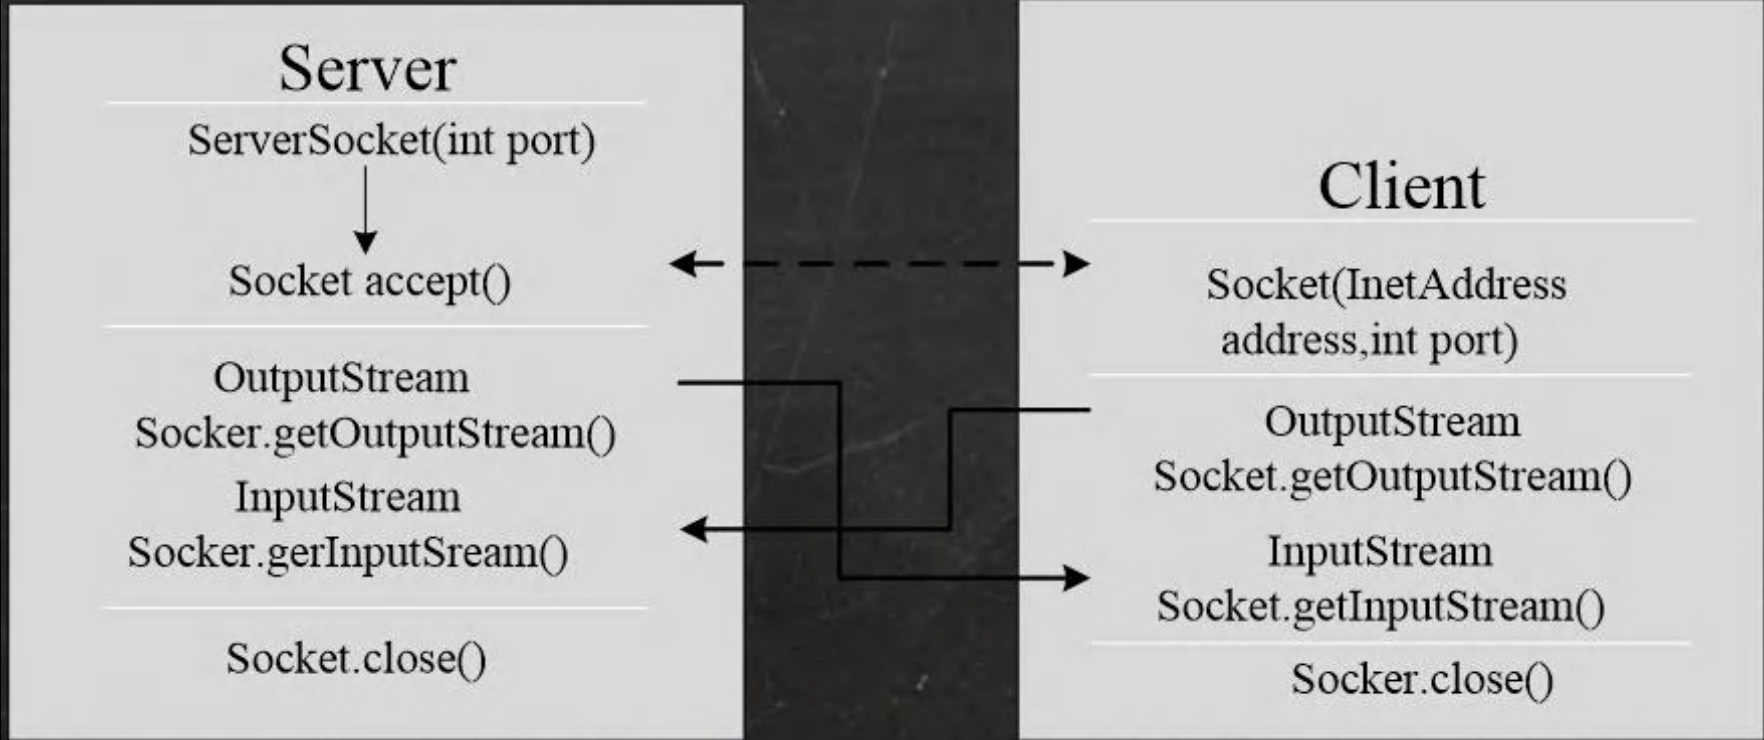 Server
ServerSocket(int port)
Socket accept()
OutputStream
Socker.getOutputStream()
InputStream
Socker.gerInputSream()
Socket.close()
Client
Socket(InetAddress
address,int port)
OutputStream
Socket.getOutputStream()
InputStream
Socket.getInputStream()
Socker.close()